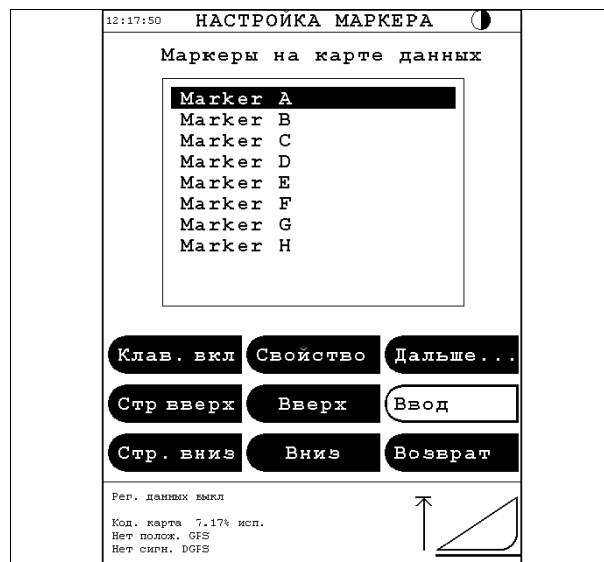 12:17:50 НАСТРОЙКА МАРКЕРА
Маркеры на карте данных
Marker A
Marker B
Marker C
Marker D
Marker E
Marker F
Marker G
Marker H
Клав. вкл Свойство Дальше...
Стр вверх Вверх Ввод
Стр. вниз Вниз Возврат
Рег. данных выкл
Код. карта 7.17% исп.
Нет полож. GPS
Нет сигн. DGPS